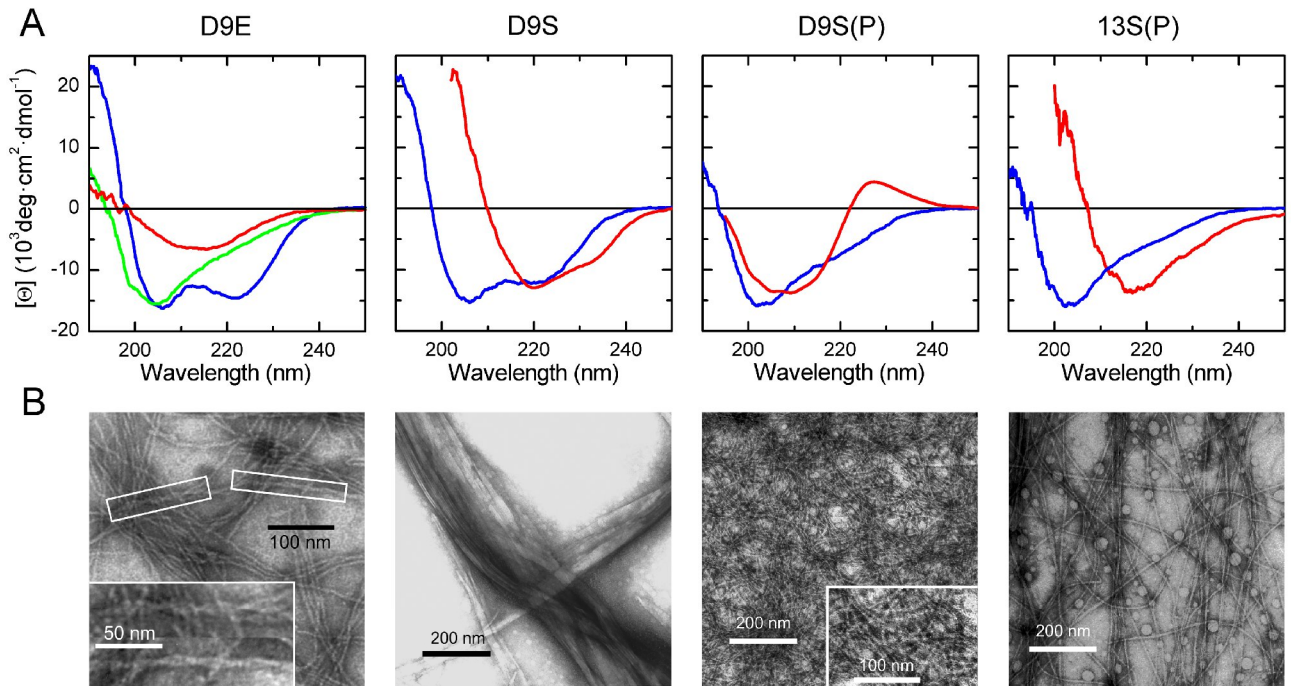 A
D9E
D9S
D9S(P)
13S(P)
[Θ] (10³deg·cm²·dmol⁻¹)
20
10
0
-10
-20
200 220 240
200 220 240
200 220 240
200 220 240
Wavelength (nm)
Wavelength (nm)
Wavelength (nm)
Wavelength (nm)
B
100 nm
50 nm
200 nm
200 nm
100 nm
200 nm